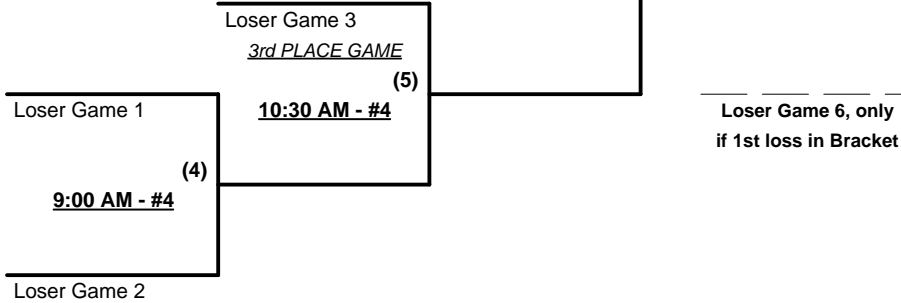 Loser Game 3
3rd PLACE GAME
(5)
10:30 AM - #4
Loser Game 1
Loser Game 6, only
if 1st loss in Bracket
(4)
9:00 AM - #4
Loser Game 2